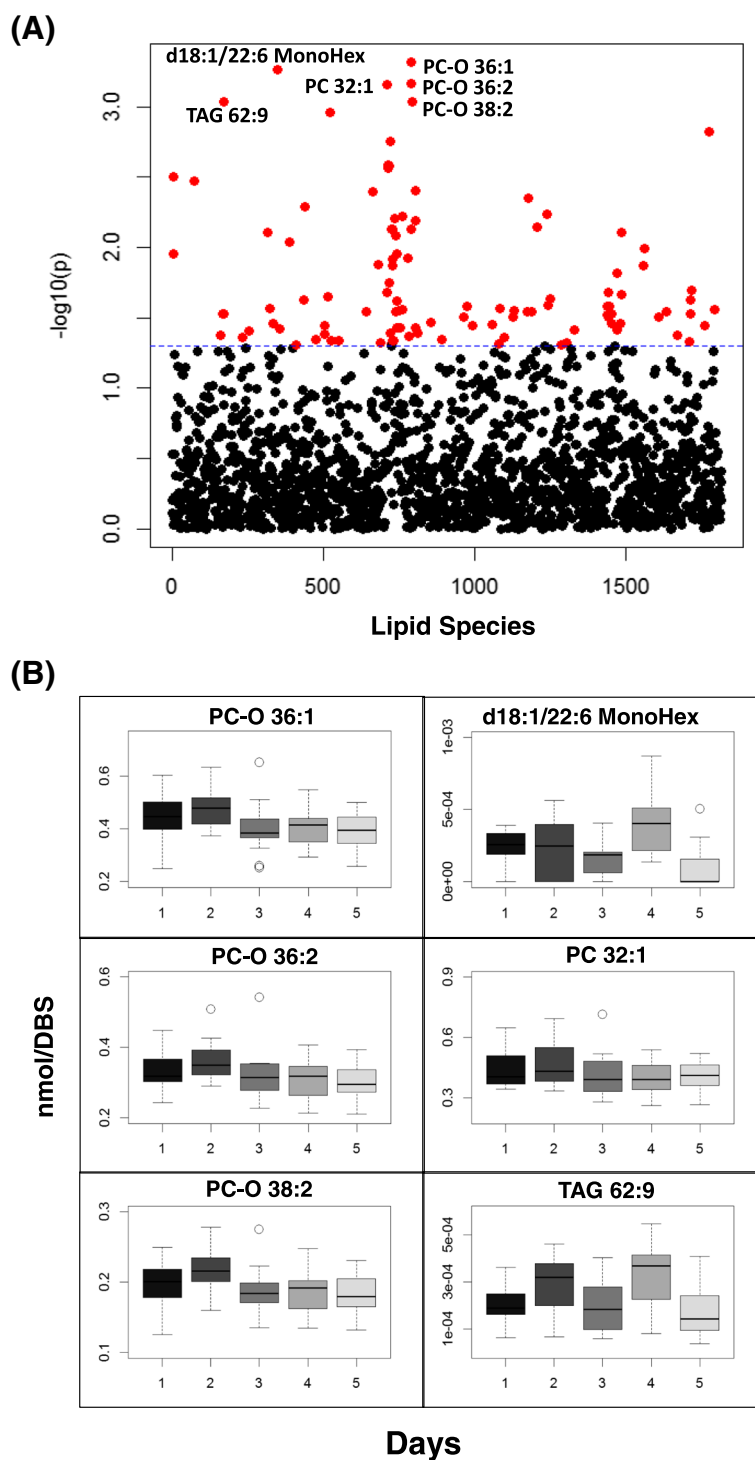 (A)
d18:1/22:6 MonoHex
PC-O 36:1
PC 32:1
PC-O 36:2
TAG 62:9
PC-O 38:2
3.0
2.0
1.0
0.0
-log10(p)
0 500 1000 1500
Lipid Species
(B)
PC-O 36:1
0.6
0.4
0.2
1 2 3 4 5
d18:1/22:6 MonoHex
1e-03
5e-04
0e+00
1 2 3 4 5
PC-O 36:2
0.6
0.4
0.2
1 2 3 4 5
PC 32:1
0.9
0.6
0.3
1 2 3 4 5
PC-O 38:2
0.3
0.2
0.1
1 2 3 4 5
TAG 62:9
5e-04
3e-04
1e-04
1 2 3 4 5
nmol/DBS
Days